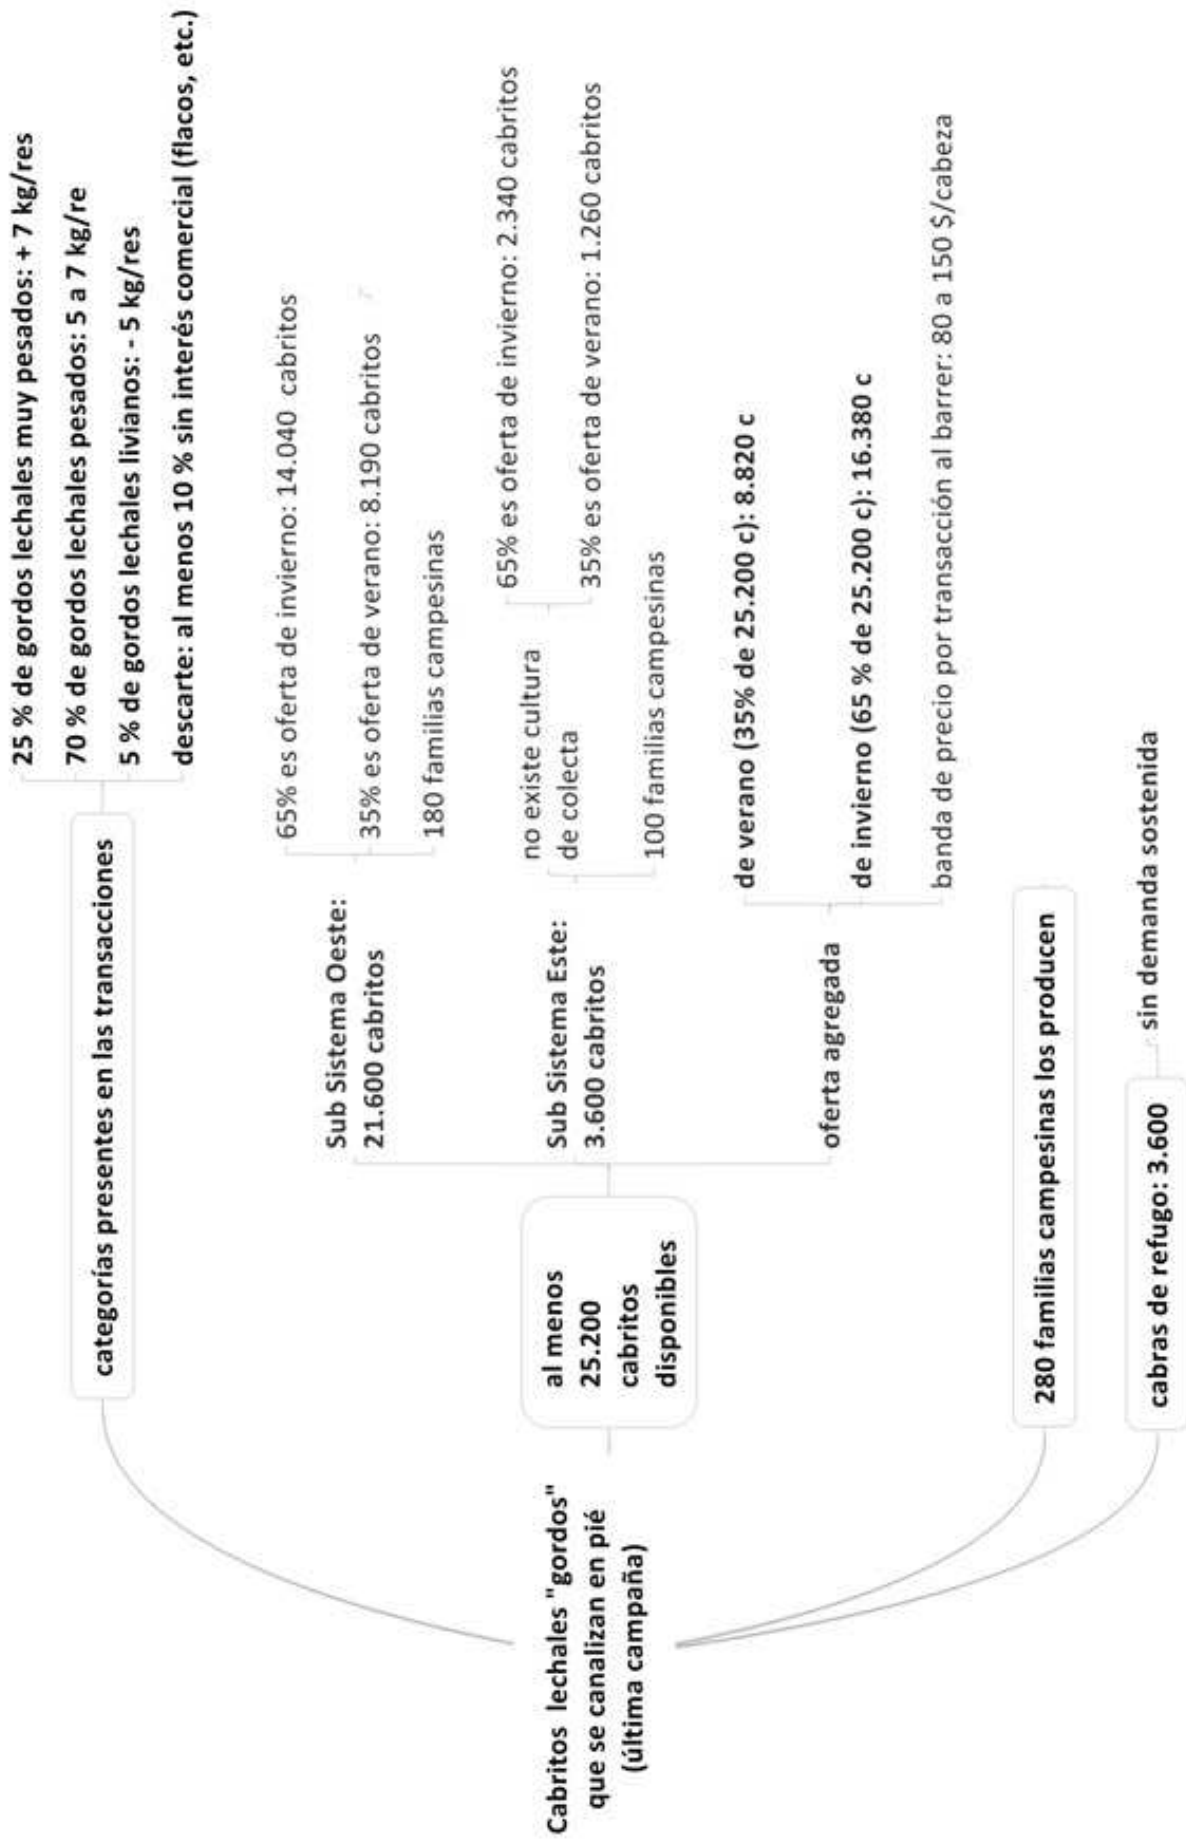 Cabritos lechales "gordos"
que se canalizan en pié
(última campaña)
categorías presentes en las transacciones
25 % de gordos lechales muy pesados: + 7 kg/res
70 % de gordos lechales pesados: 5 a 7 kg/re
5 % de gordos lechales livianos: - 5 kg/res
descarte: al menos 10 % sin interés comercial (flacos, etc.)
al menos
25.200
cabritos
disponibles
Sub Sistema Oeste:
21.600 cabritos
65% es oferta de invierno: 14.040 cabritos
35% es oferta de verano: 8.190 cabritos
180 familias campesinas
Sub Sistema Este:
3.600 cabritos
no existe cultura
de colecta
65% es oferta de invierno: 2.340 cabritos
35% es oferta de verano: 1.260 cabritos
100 familias campesinas
oferta agregada
de verano (35% de 25.200 c): 8.820 c
de invierno (65 % de 25.200 c): 16.380 c
banda de precio por transacción al barrer: 80 a 150 $/cabeza
280 familias campesinas los producen
cabras de refugo: 3.600
sin demanda sostenida